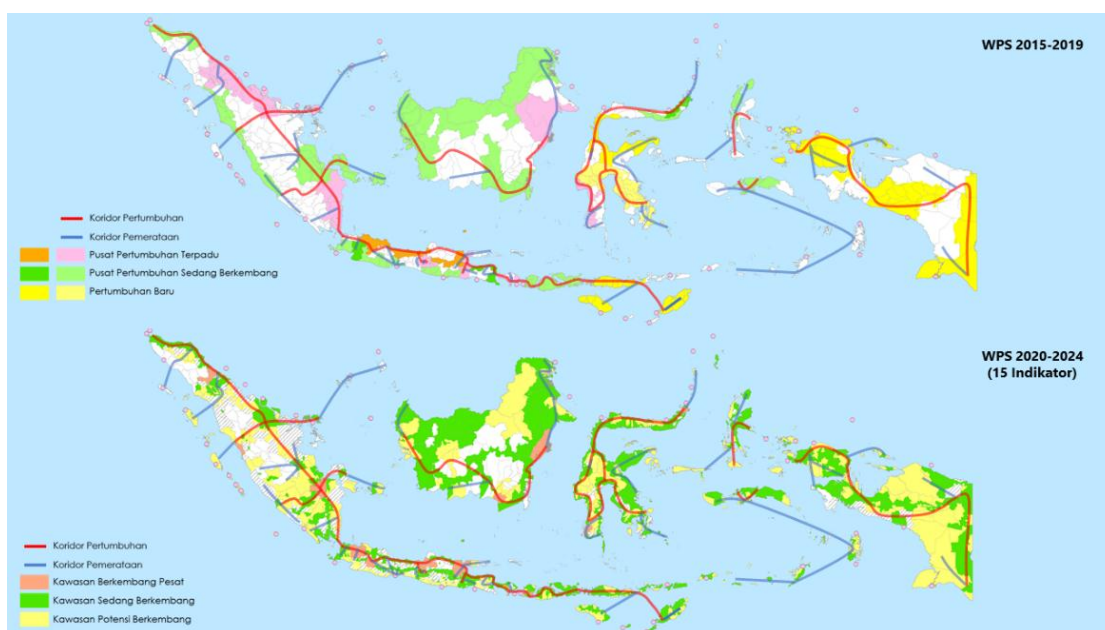 WPS 2015-2019
Koridor Pertumbuhan
Koridor Pemerataan
Pusat Pertumbuhan Terpadu
Pusat Pertumbuhan Sedang Berkembang
Pertumbuhan Baru
WPS 2020-2024
(15 Indikator)
Koridor Pertumbuhan
Koridor Pemerataan
Kawasan Berkembang Pesat
Kawasan Sedang Berkembang
Kawasan Potensi Berkembang